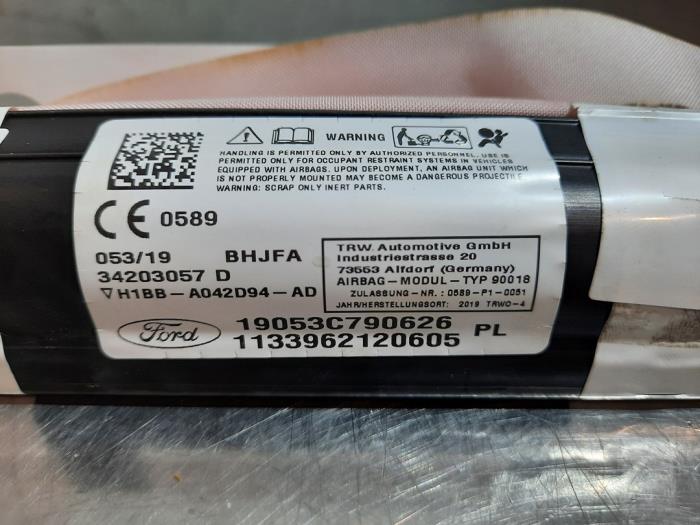 WARNING
HANDLING IS PERMITTED ONLY BY AUTHORIZED PERSONNEL. USE IS
PERMITTED ONLY FOR OCCUPANT RESTRAINT SYSTEMS IN VEHICLES
EQUIPPED WITH AIRBAGS. UPON DEPLOYMENT, AN AIRBAG UNIT WHICH
IS NOT PROPERLY MOUNTED MAY BECOME A DANGEROUS PROJECTILE
WARNING: SCRAP ONLY INERT PARTS.
CE 0589
053/19 BHJFA
34203057 D
▽H1BB-A042D94-AD
TRW. Automotive GmbH
Industriestrasse 20
73553 Alfdorf (Germany)
AIRBAG-MODUL-TYP 90018
ZULASSUNG-NR.: 0589-P1-0051
JAHR/HERSTELLUNGSORT: 2019 TRWO-4
Ford
19053C790626 PL
1133962120605